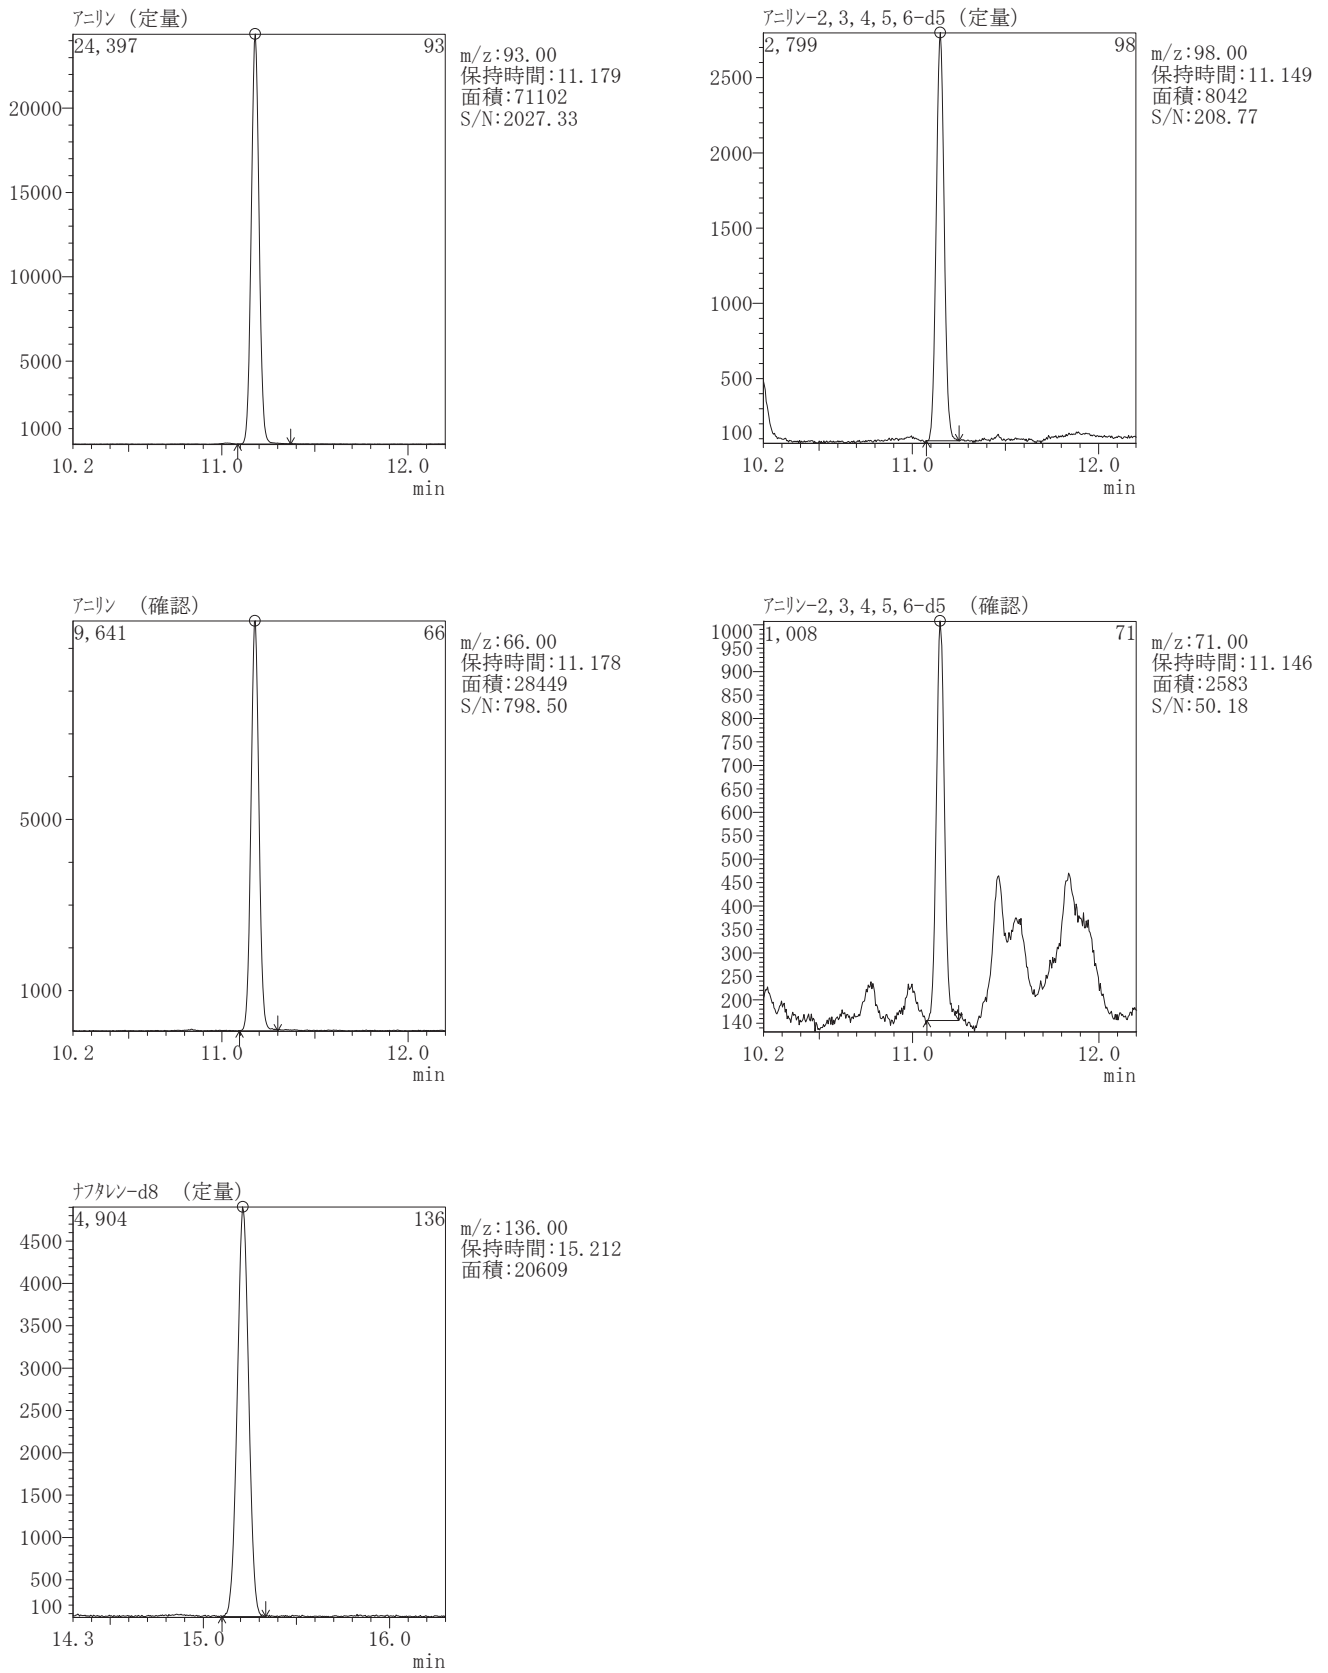 ｱﾆﾘﾝ (定量)
24,397 93
m/z:93.00
保持時間:11.179
面積:71102
S/N:2027.33
20000
15000
10000
5000
1000
10.2 11.0 12.0
min
ｱﾆﾘﾝ-2,3,4,5,6-d5 (定量)
2,799 98
m/z:98.00
保持時間:11.149
面積:8042
S/N:208.77
2500
2000
1500
1000
500
100
10.2 11.0 12.0
min
ｱﾆﾘﾝ (確認)
9,641 66
m/z:66.00
保持時間:11.178
面積:28449
S/N:798.50
5000
1000
10.2 11.0 12.0
min
ｱﾆﾘﾝ-2,3,4,5,6-d5 (確認)
1,008 71
m/z:71.00
保持時間:11.146
面積:2583
S/N:50.18
1000
950
900
850
800
750
700
650
600
550
500
450
400
350
300
250
200
140
10.2 11.0 12.0
min
ﾅﾌﾀﾚﾝ-d8 (定量)
4,904 136
m/z:136.00
保持時間:15.212
面積:20609
4500
4000
3500
3000
2500
2000
1500
1000
500
100
14.3 15.0 16.0
min